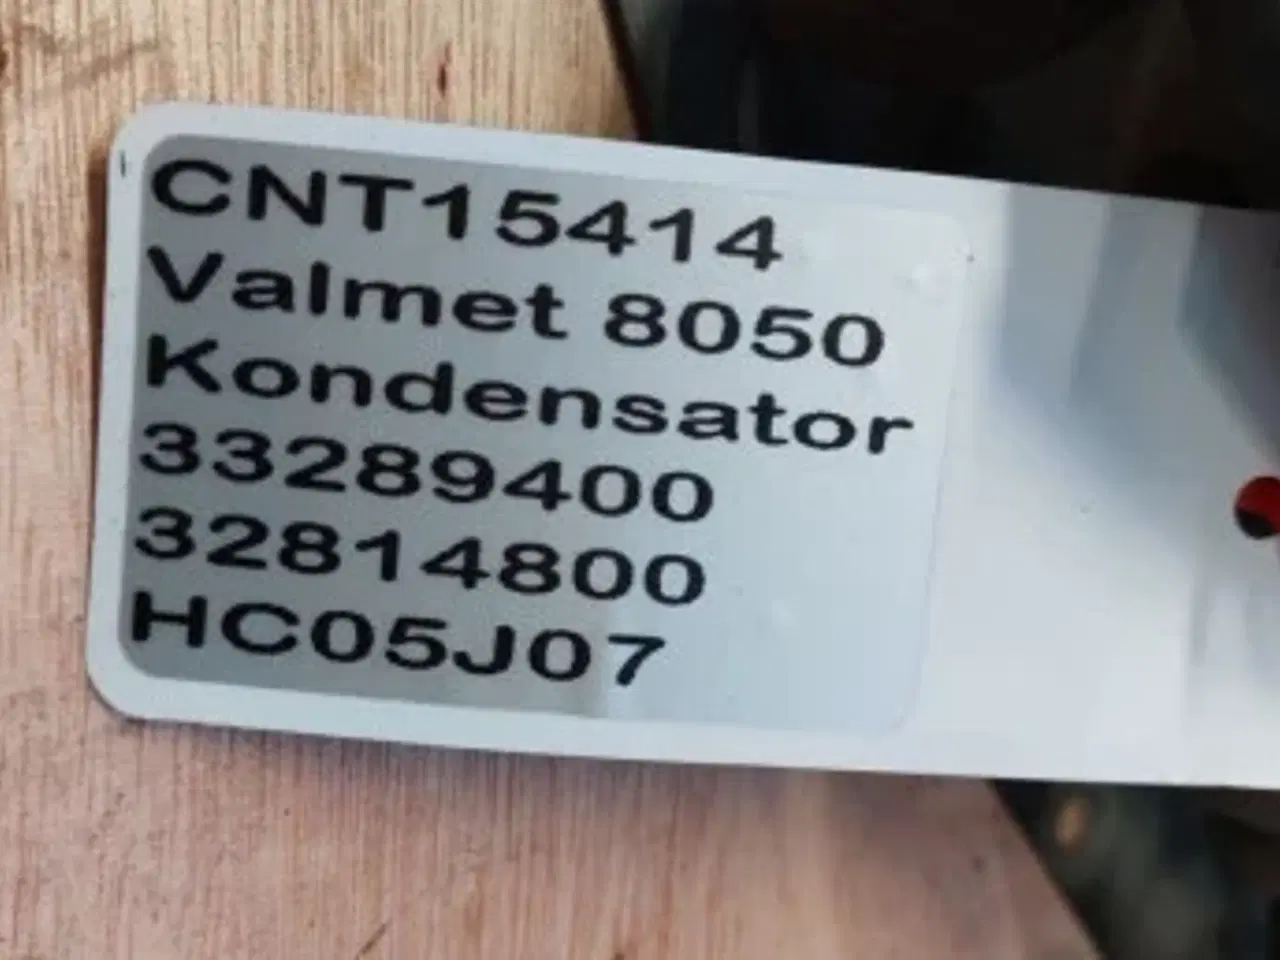 CNT15414
Valmet 8050
Kondensator
33289400
32814800
HC05J07